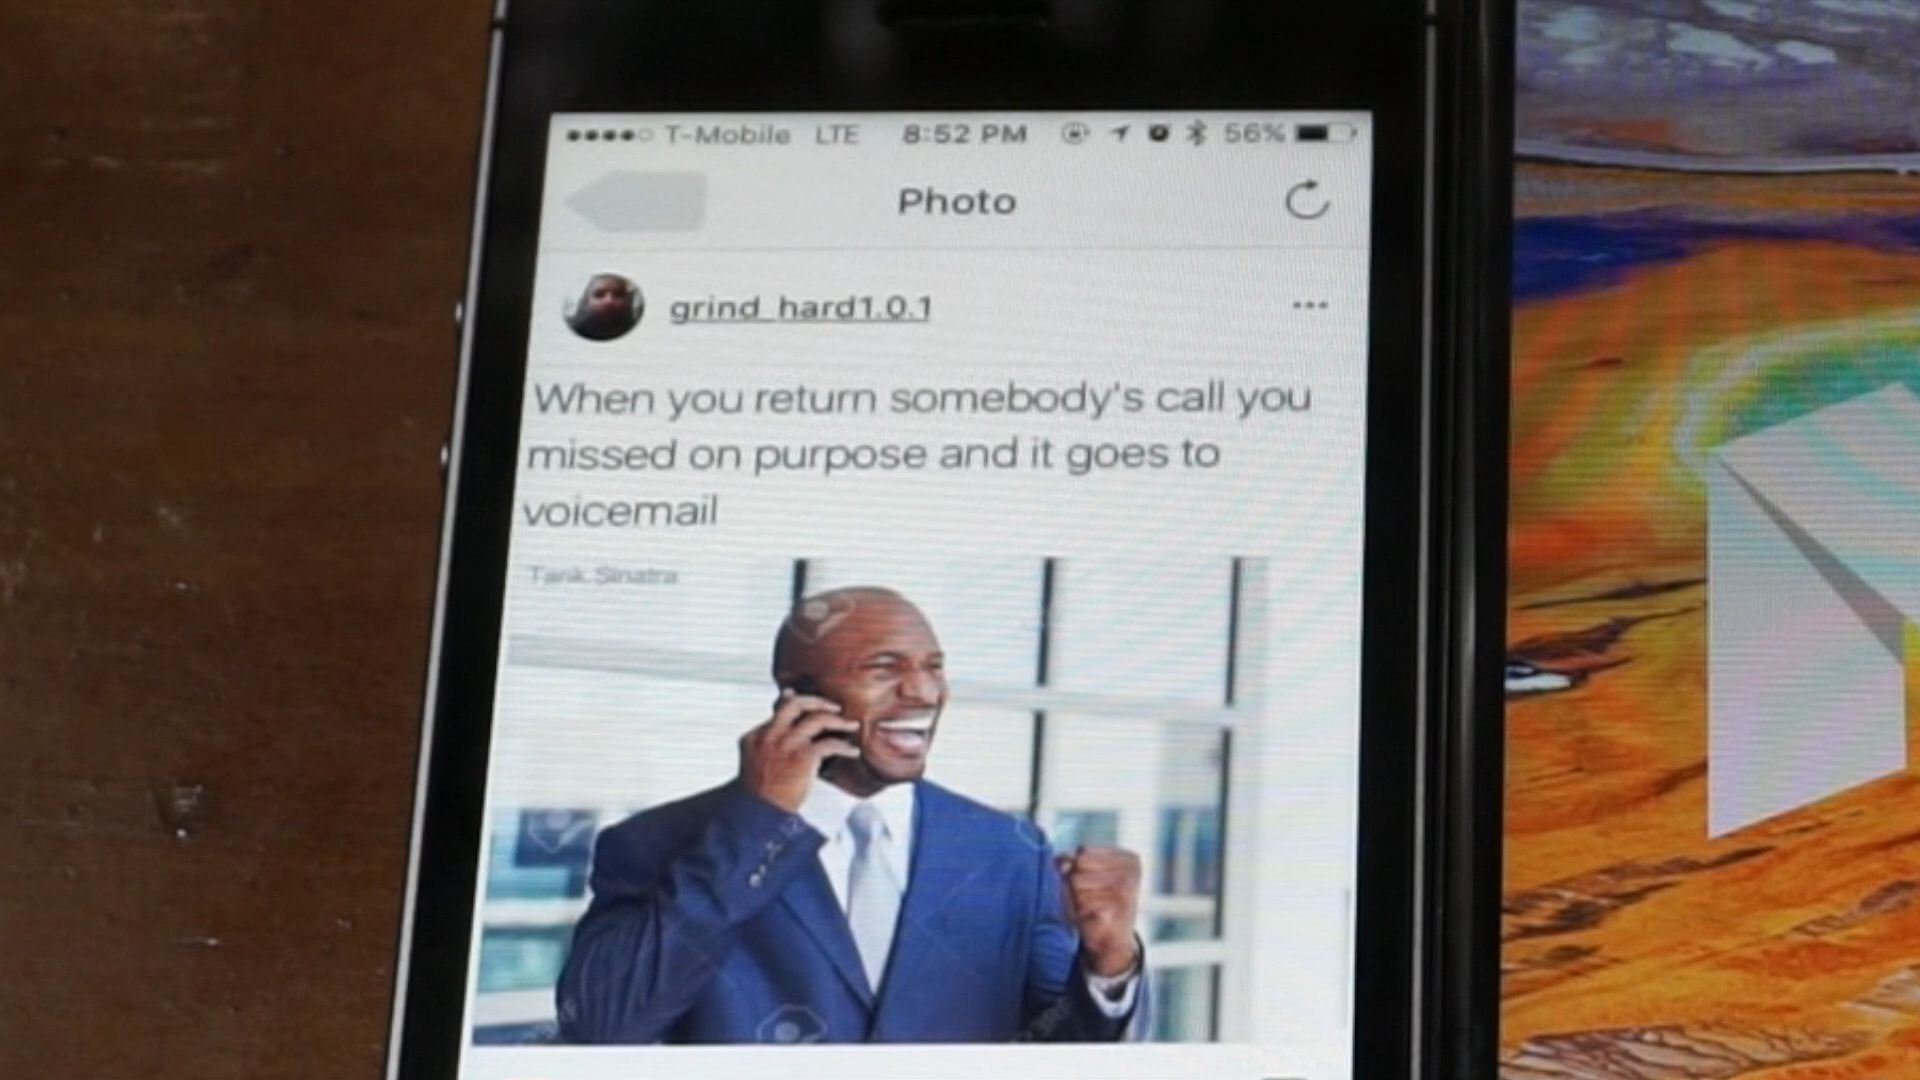 T-Mobile LTE 8:52 PM 56%
Photo
grind_hard1.0.1
When you return somebody's call you
missed on purpose and it goes to
voicemail
Tank.Sinatra